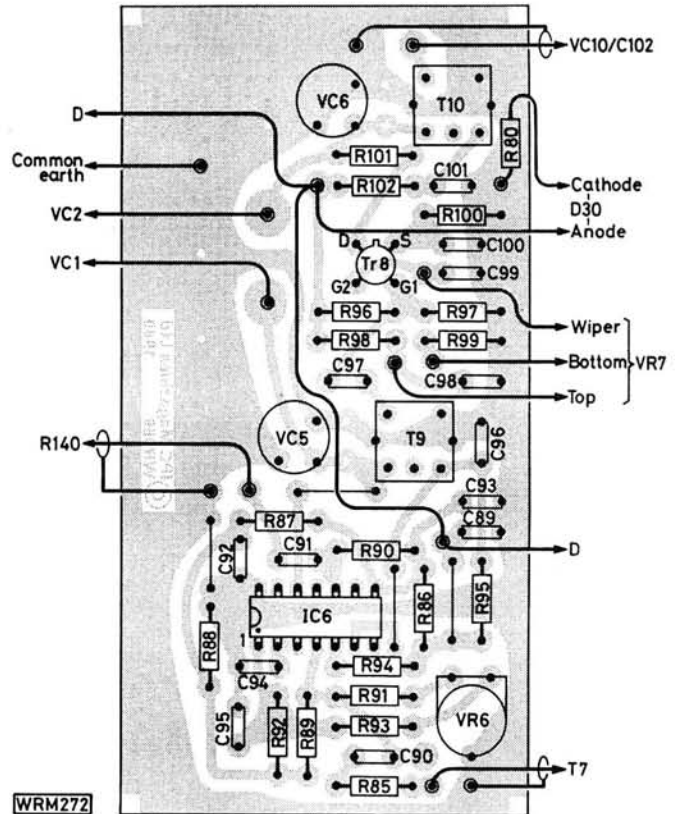 VC10/C102
VC6
T10
D
R80
R101
Common
earth
C101
R102
Cathode
D30
VC2
R100
Anode
D
S
C100
Tr8
VC1
C99
G2
G1
R96
R97
Wiper
R98
R99
Bottom
VR7
C97
C98
Top
VC5
T9
C96
R140
C93
R87
C89
C92
C91
R90
D
R86
R95
IC6
R88
1
R94
C94
R91
VR6
C95
R92
R89
R93
C90
T7
R85
WRM272